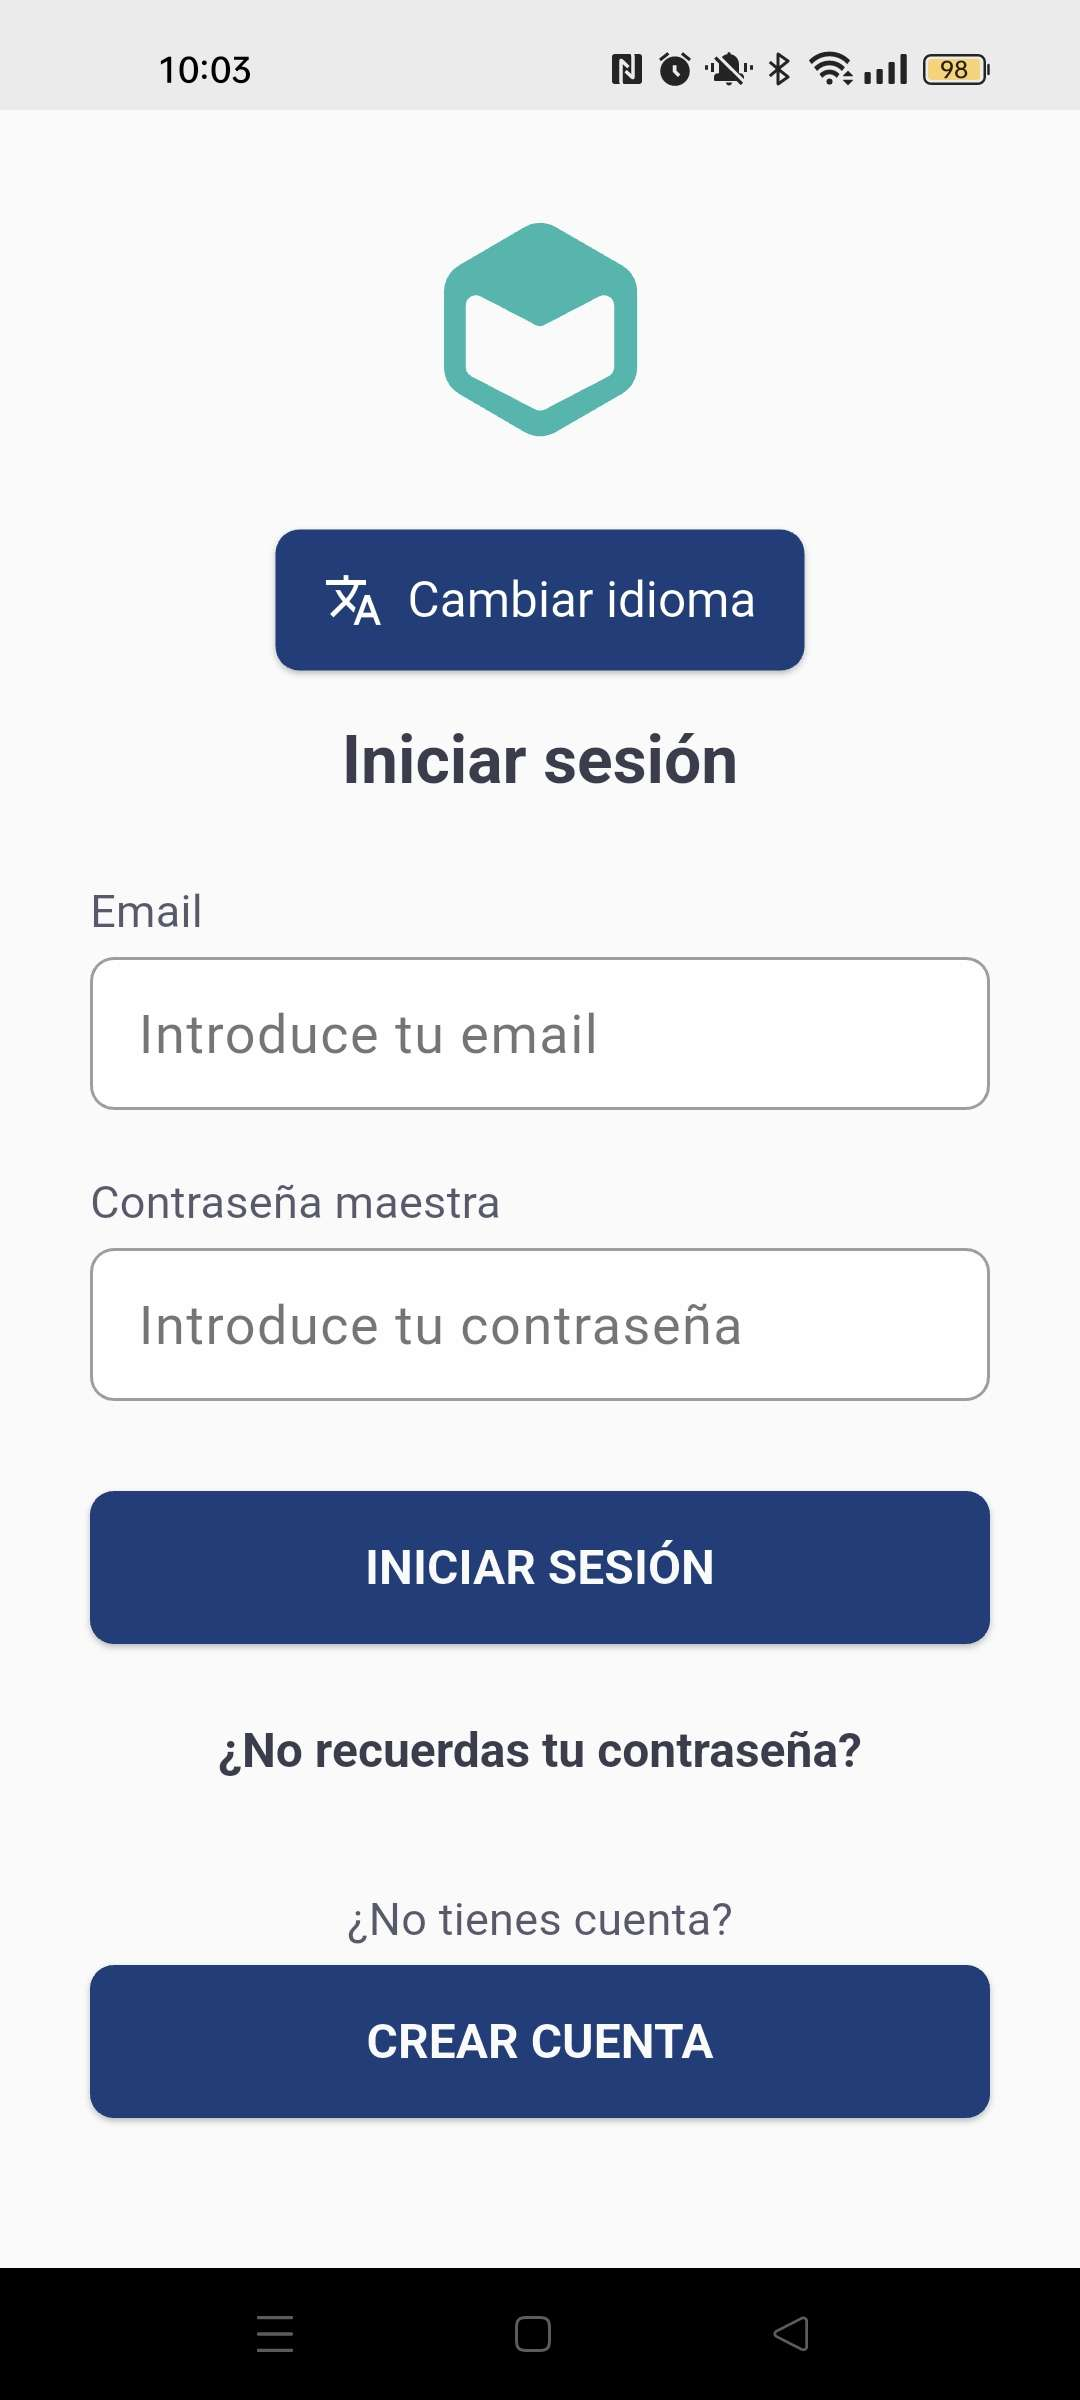 10:03
98
Cambiar idioma
Iniciar sesión
Email
Introduce tu email
Contraseña maestra
Introduce tu contraseña
INICIAR SESIÓN
¿No recuerdas tu contraseña?
¿No tienes cuenta?
CREAR CUENTA